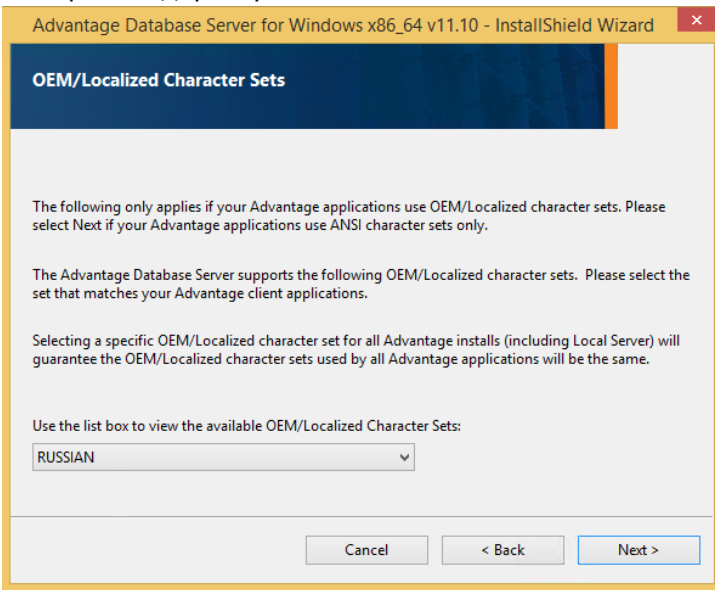 Advantage Database Server for Windows x86_64 v11.10 - InstallShield Wizard
OEM/Localized Character Sets
The following only applies if your Advantage applications use OEM/Localized character sets. Please
select Next if your Advantage applications use ANSI character sets only.
The Advantage Database Server supports the following OEM/Localized character sets.  Please select the
set that matches your Advantage client applications.
Selecting a specific OEM/Localized character set for all Advantage installs (including Local Server) will
guarantee the OEM/Localized character sets used by all Advantage applications will be the same.
Use the list box to view the available OEM/Localized Character Sets:
RUSSIAN
Cancel
< Back
Next >